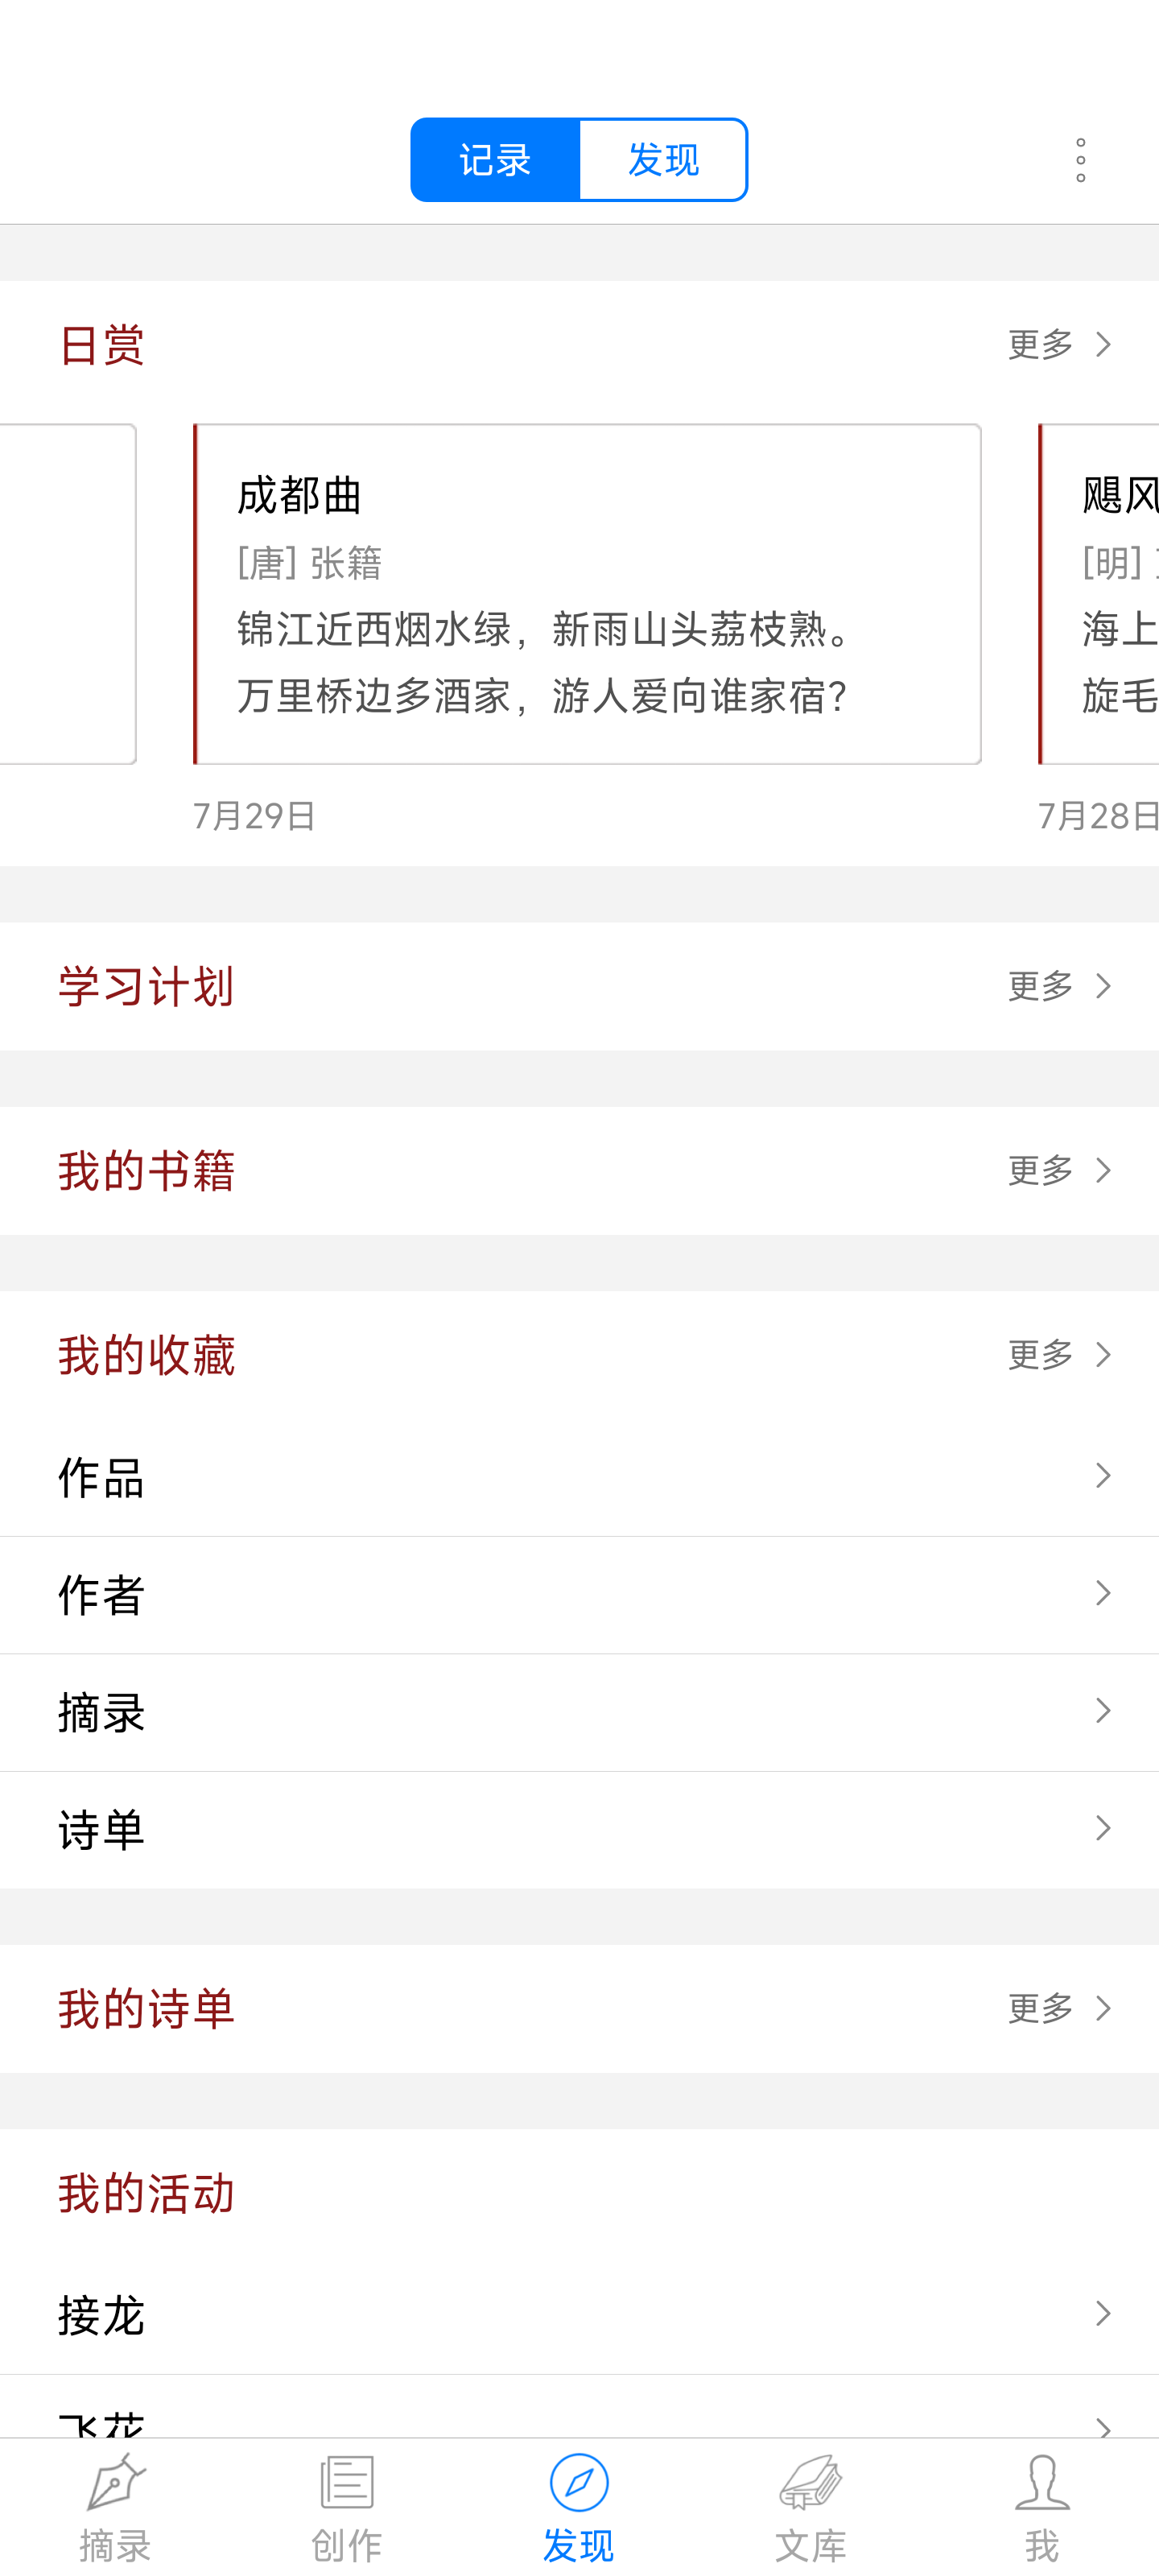 记录 发现
日赏 更多
成都曲 飓风
[唐] 张籍 [明]
锦江近西烟水绿，新雨山头荔枝熟。 海上
万里桥边多酒家，游人爱向谁家宿？ 旋毛
7月29日 7月28日
学习计划 更多
我的书籍 更多
我的收藏 更多
作品
作者
摘录
诗单
我的诗单 更多
我的活动
接龙
飞花
摘录 创作 发现 文库 我